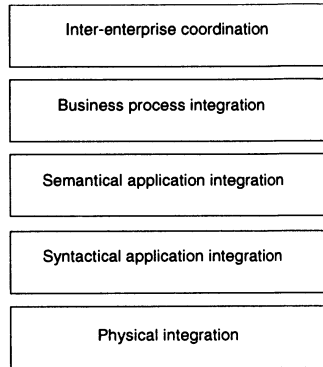 Inter-enterprise coordination
Business process integration
Semantical application integration
Syntactical application integration
Physical integration